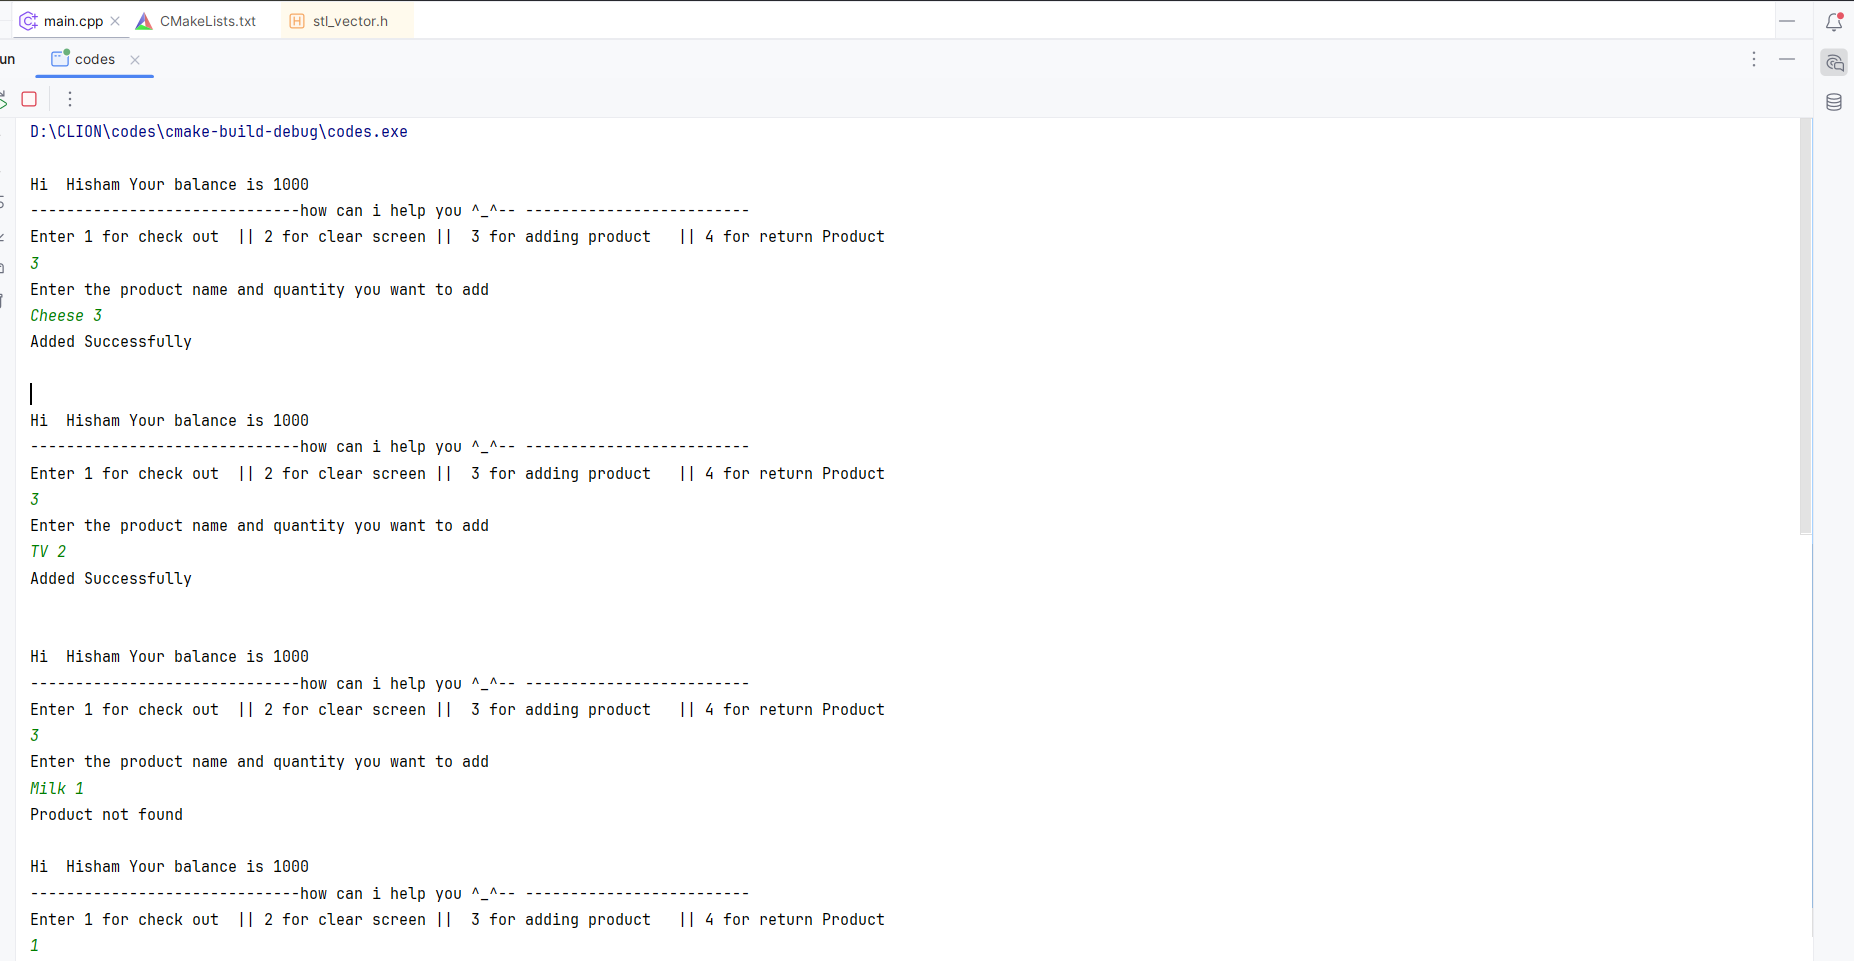 main.cpp CMakeLists.txt stl_vector.h
un codes
D:\CLION\codes\cmake-build-debug\codes.exe
Hi  Hisham Your balance is 1000
------------------------------how can i help you ^_^-- -------------------------
Enter 1 for check out  || 2 for clear screen ||  3 for adding product   || 4 for return Product
3
Enter the product name and quantity you want to add
Cheese 3
Added Successfully
Hi  Hisham Your balance is 1000
------------------------------how can i help you ^_^-- -------------------------
Enter 1 for check out  || 2 for clear screen ||  3 for adding product   || 4 for return Product
3
Enter the product name and quantity you want to add
TV 2
Added Successfully
Hi  Hisham Your balance is 1000
------------------------------how can i help you ^_^-- -------------------------
Enter 1 for check out  || 2 for clear screen ||  3 for adding product   || 4 for return Product
3
Enter the product name and quantity you want to add
Milk 1
Product not found
Hi  Hisham Your balance is 1000
------------------------------how can i help you ^_^-- -------------------------
Enter 1 for check out  || 2 for clear screen ||  3 for adding product   || 4 for return Product
1